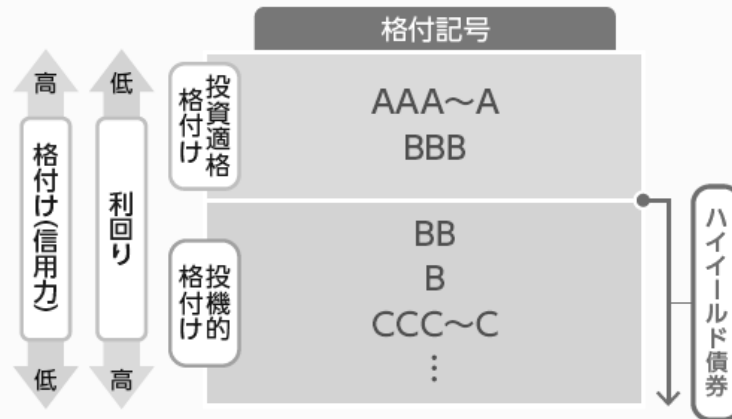 格付記号
高
格付け(信用力)
低
低
利回り
高
投資適格
格付け
AAA～A
BBB
投機的
格付け
BB
B
CCC～C
⋮
ハイイールド債券